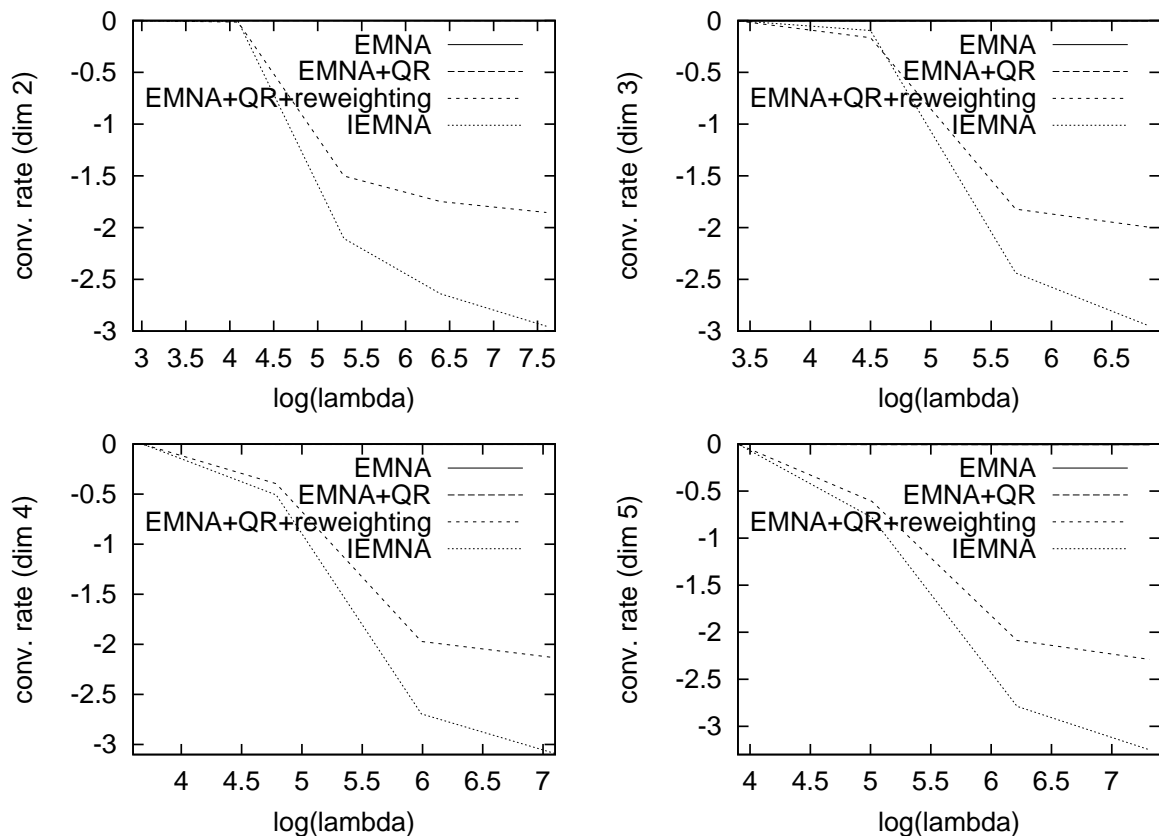 conv. rate (dim 2)
0
-0.5
-1
-1.5
-2
-2.5
-3
3 3.5 4 4.5 5 5.5 6 6.5 7 7.5
log(lambda)
EMNA
EMNA+QR
EMNA+QR+reweighting
IEMNA
conv. rate (dim 3)
0
-0.5
-1
-1.5
-2
-2.5
-3
3.5 4 4.5 5 5.5 6 6.5
log(lambda)
EMNA
EMNA+QR
EMNA+QR+reweighting
IEMNA
conv. rate (dim 4)
0
-0.5
-1
-1.5
-2
-2.5
-3
4 4.5 5 5.5 6 6.5 7
log(lambda)
EMNA
EMNA+QR
EMNA+QR+reweighting
IEMNA
conv. rate (dim 5)
0
-0.5
-1
-1.5
-2
-2.5
-3
4 4.5 5 5.5 6 6.5 7
log(lambda)
EMNA
EMNA+QR
EMNA+QR+reweighting
IEMNA